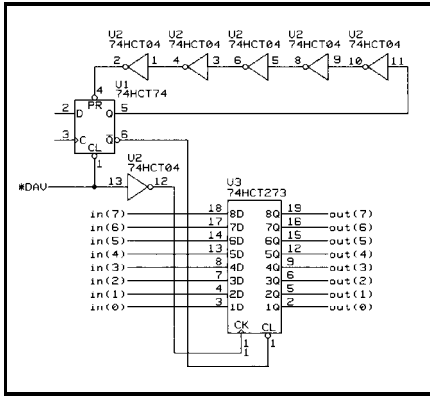 U2 U2 U2 U2 U2
74HCT04 74HCT04 74HCT04 74HCT04 74HCT04
2 1 4 3 6 5 8 9 10 11
U1
74HCT74
4
2 D PR Q 5
3 C Q 6
CL
1
U2
74HCT04
*DAV 13 12
U3
74HCT273
in(7) 18 8D 8Q 19 out(7)
in(6) 17 7D 7Q 16 out(6)
in(5) 14 6D 6Q 15 out(5)
in(4) 13 5D 5Q 12 out(4)
in(3) 8 4D 4Q 9 out(3)
in(2) 7 3D 3Q 6 out(2)
in(1) 4 2D 2Q 5 out(1)
in(0) 3 1D 1Q 2 out(0)
CK CL
1 1
1